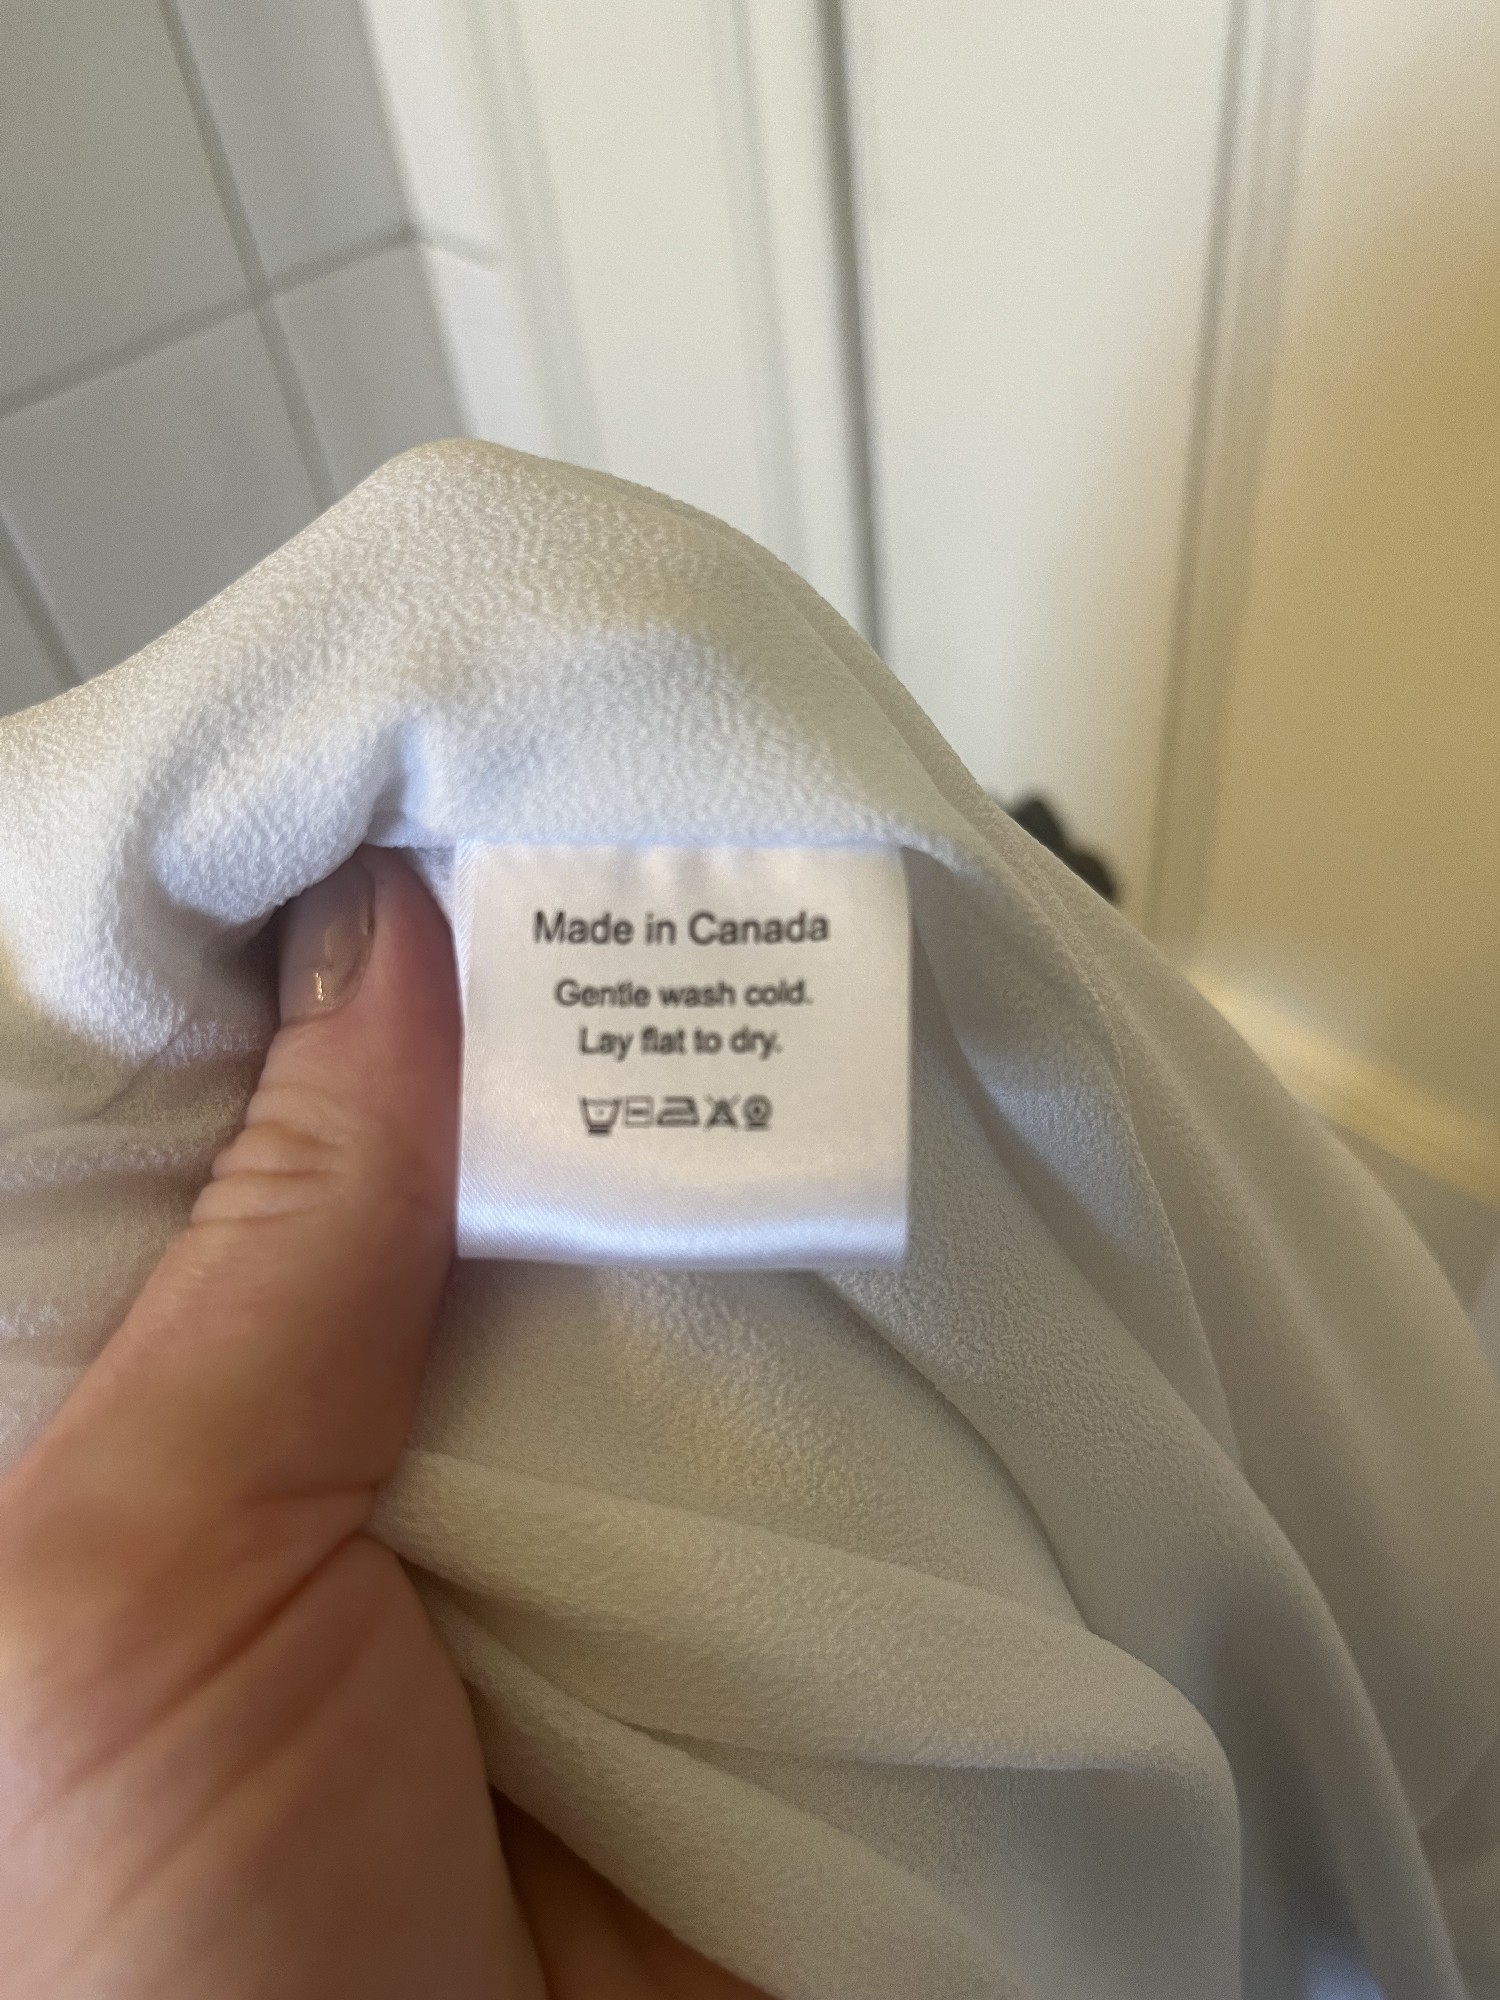 Made in Canada
Gentle wash cold.
Lay flat to dry.